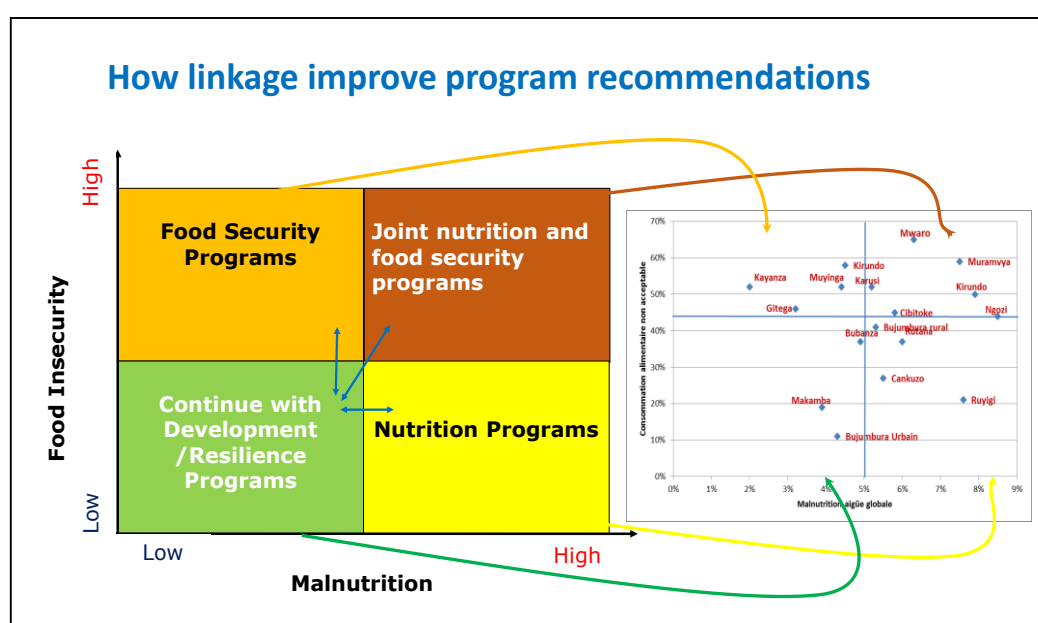 How linkage improve program recommendations
High
Food Insecurity
Low
Food Security
Programs
Joint nutrition and
food security
programs
Continue with
Development
/Resilience
Programs
Nutrition Programs
Low
High
Malnutrition
Consommation alimentaire non acceptable
70%
60%
50%
40%
30%
20%
10%
0%
Mwaro
Muramvya
Kirundo
Kayanza
Muyinga
Karusi
Kirundo
Gitega
Cibitoke
Ngozi
Bujumbura rural
Bubanza
Rutana
Cankuzo
Makamba
Ruyigi
Bujumbura Urbain
0%
1%
2%
3%
4%
5%
6%
7%
8%
9%
Malnutrition aigüe globale